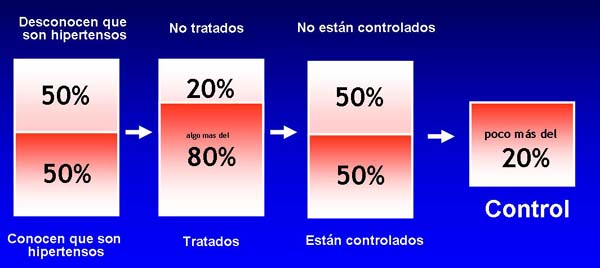 Desconocen que
son hipertensos
50%
50%
Conocen que son
hipertensos
No tratados
20%
algo mas del
80%
Tratados
No están controlados
50%
50%
Están controlados
poco más del
20%
Control